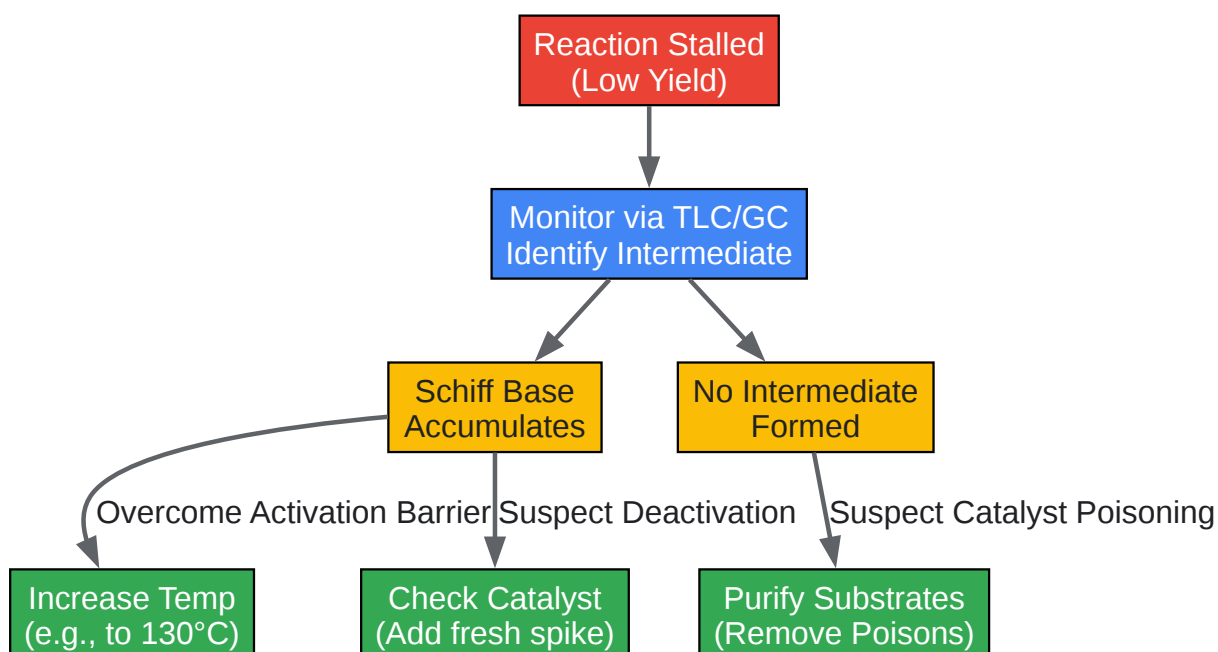 Reaction Stalled
(Low Yield)
Monitor via TLC/GC
Identify Intermediate
Schiff Base
Accumulates
No Intermediate
Formed
Overcome Activation Barrier
Suspect Deactivation
Suspect Catalyst Poisoning
Increase Temp
(e.g., to 130°C)
Check Catalyst
(Add fresh spike)
Purify Substrates
(Remove Poisons)